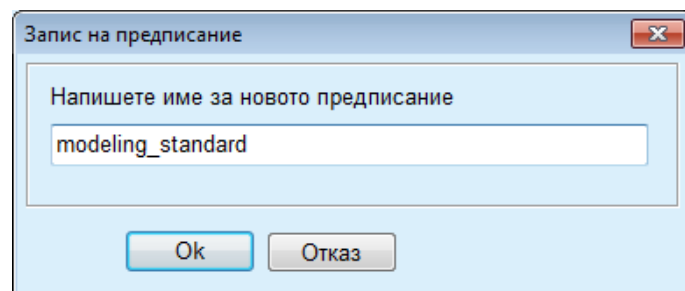 Запис на предписание
Напишете име за новото предписание
modeling_standard
Ok
Отказ